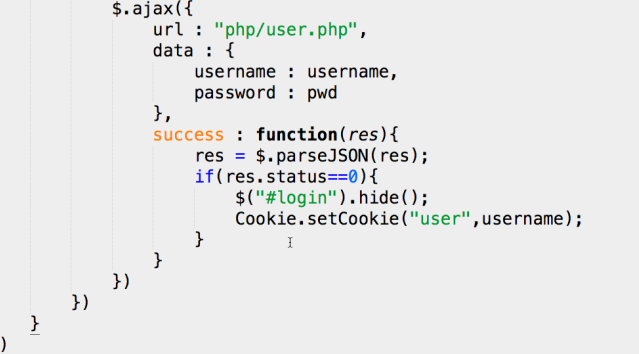 $.ajax({
url : "php/user.php",
data : {
username : username,
password : pwd
},
success : function(res){
res = $.parseJSON(res);
if(res.status==0){
$("#login").hide();
Cookie.setCookie("user",username);
}
}
})
})
}
)